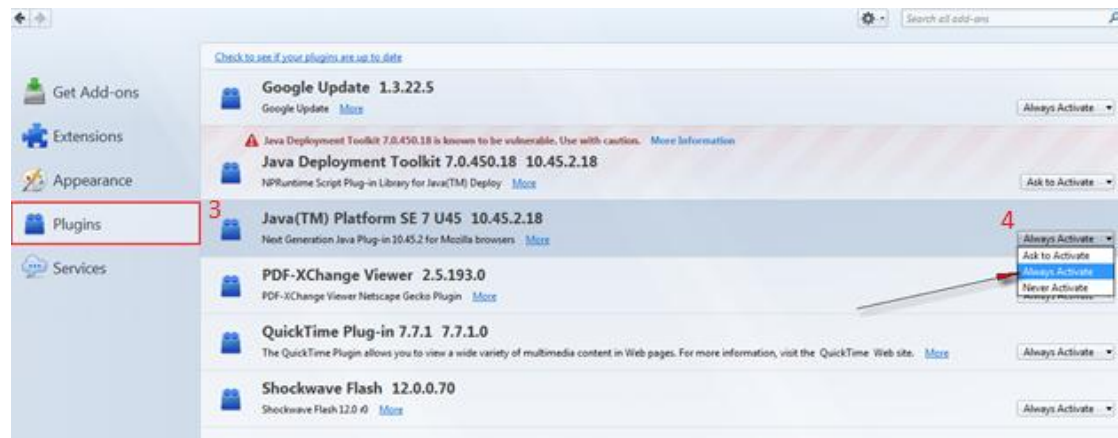 Search all add-ons
Check to see if your plugins are up to date
Get Add-ons
Extensions
Appearance
3
Plugins
Services
Google Update 1.3.22.5
Google Update More
Always Activate
Java Deployment Toolkit 7.0.450.18 is known to be vulnerable. Use with caution. More Information
Java Deployment Toolkit 7.0.450.18 10.45.2.18
NPRuntime Script Plug-in Library for Java(TM) Deploy More
Ask to Activate
Java(TM) Platform SE 7 U45 10.45.2.18
Next Generation Java Plug-in 10.45.2 for Mozilla browsers More
4
Always Activate
Ask to Activate
Always Activate
Never Activate
Always Activate
PDF-XChange Viewer 2.5.193.0
PDF-XChange Viewer Netscape Gecko Plugin More
QuickTime Plug-in 7.7.1 7.7.1.0
The QuickTime Plugin allows you to view a wide variety of multimedia content in Web pages. For more information, visit the QuickTime Web site. More
Always Activate
Shockwave Flash 12.0.0.70
Shockwave Flash 12.0 r0 More
Always Activate